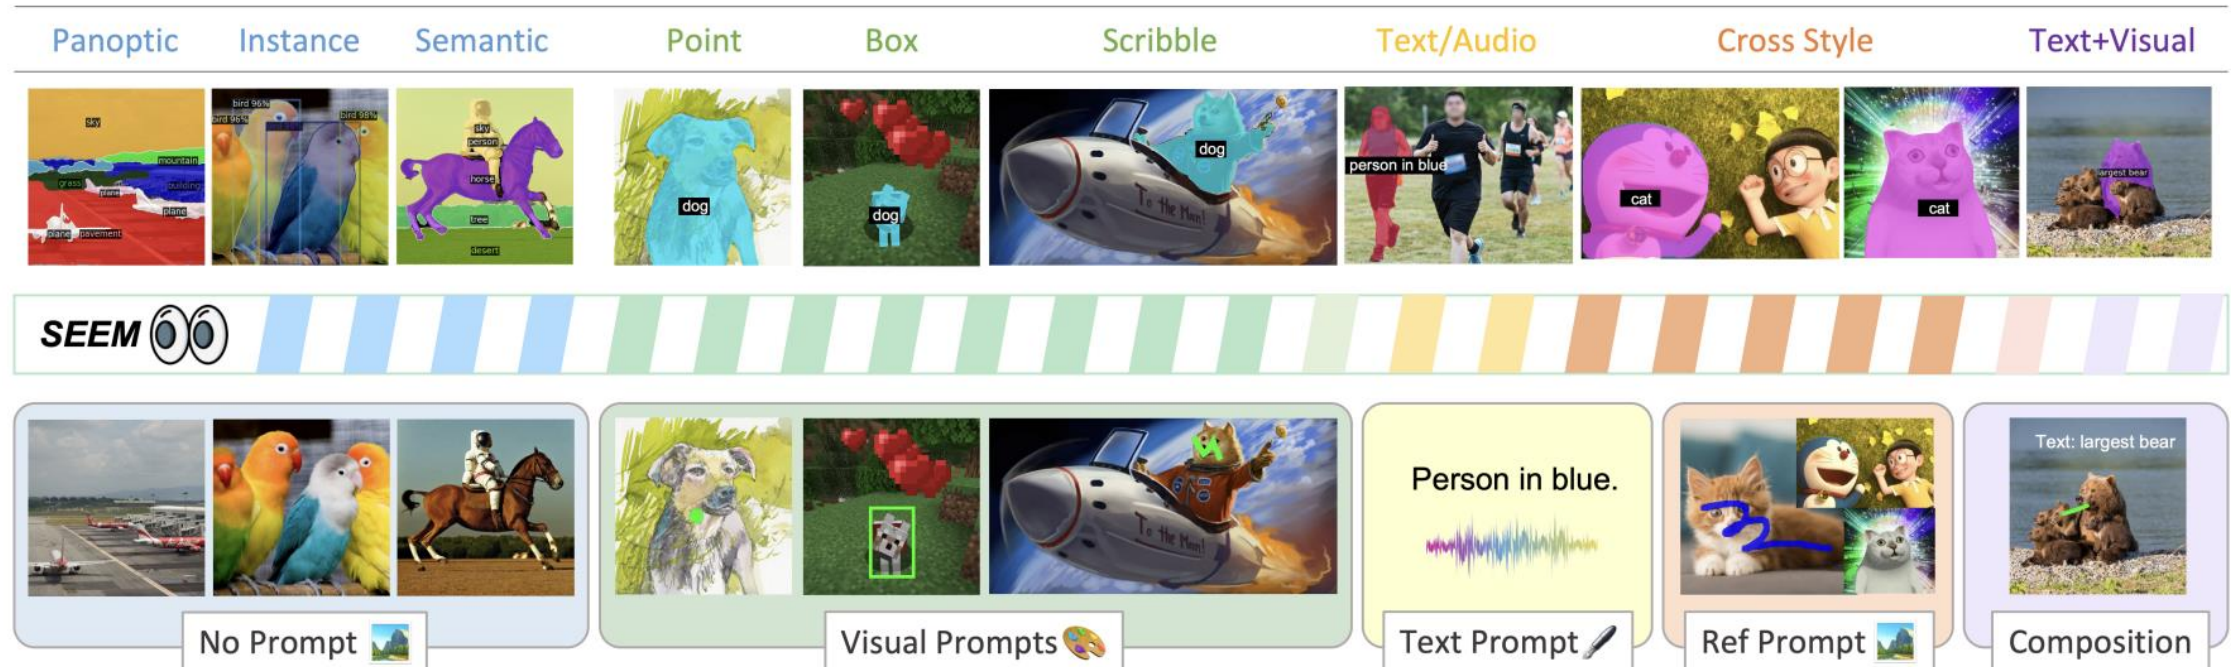 Panoptic
Instance
Semantic
Point
Box
Scribble
Text/Audio
Cross Style
Text+Visual
sky
mountain
grass
building
plane
plane
plane
pavement
bird 96%
bird 96%
bird 98%
sky
person
horse
tree
desert
dog
dog
dog
To the Mun!
person in blue
cat
cat
largest bear
SEEM
To the Mun!
Person in blue.
Text: largest bear
No Prompt
Visual Prompts
Text Prompt
Ref Prompt
Composition